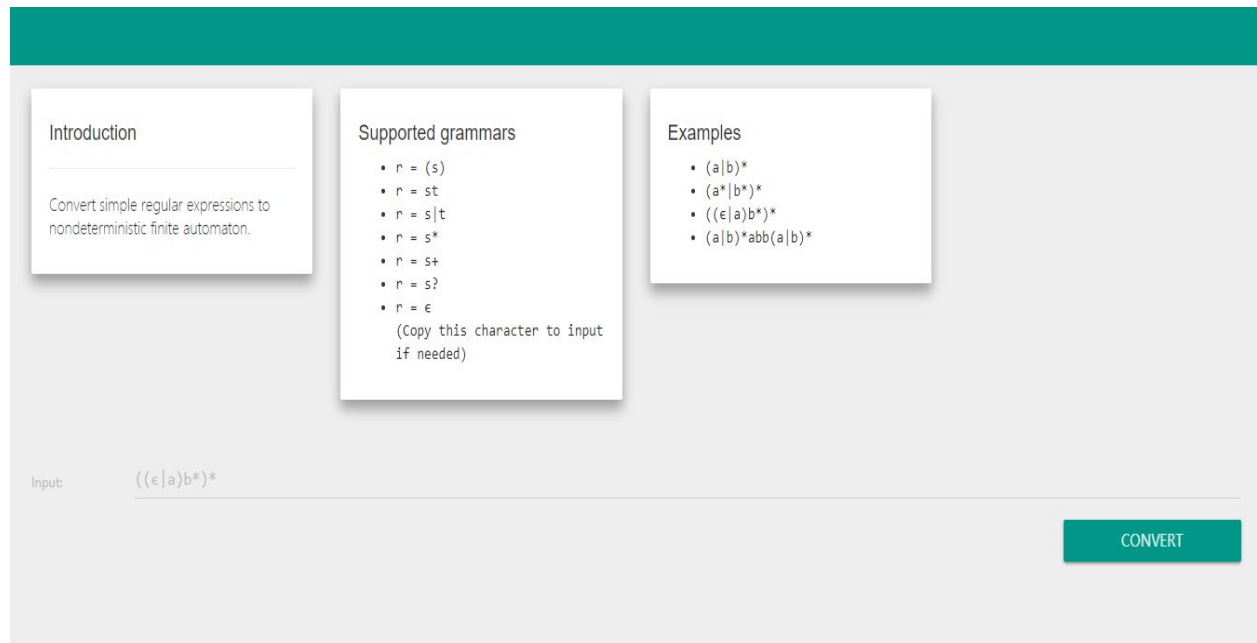 Introduction
Convert simple regular expressions to
nondeterministic finite automaton.
Supported grammars
• r = (s)
• r = st
• r = s|t
• r = s*
• r = s+
• r = s?
• r = ϵ
(Copy this character to input
if needed)
Examples
• (a|b)*
• (a*|b*)*
• ((ϵ|a)b*)*
• (a|b)*abb(a|b)*
Input: ((ϵ|a)b*)*
CONVERT